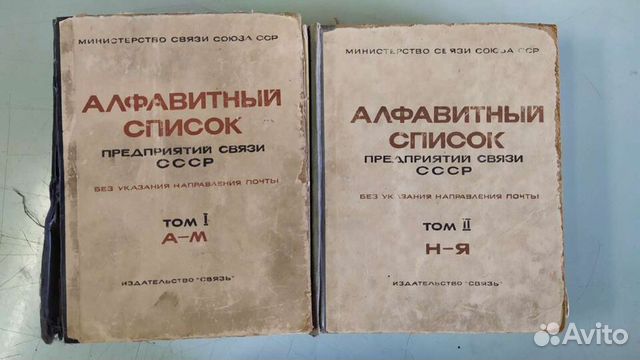 МИНИСТЕРСТВО СВЯЗИ СОЮЗА ССР
АЛФАВИТНЫЙ
СПИСОК
ПРЕДПРИЯТИЙ СВЯЗИ
СССР
БЕЗ УКАЗАНИЯ НАПРАВЛЕНИЯ ПОЧТЫ
ТОМ I
А–М
ИЗДАТЕЛЬСТВО "СВЯЗЬ"
МИНИСТЕРСТВО СВЯЗИ СОЮЗА ССР
АЛФАВИТНЫЙ
СПИСОК
ПРЕДПРИЯТИЙ СВЯЗИ
СССР
БЕЗ УКАЗАНИЯ НАПРАВЛЕНИЯ ПОЧТЫ
ТОМ II
Н–Я
ИЗДАТЕЛЬСТВО "СВЯЗЬ"
Avito